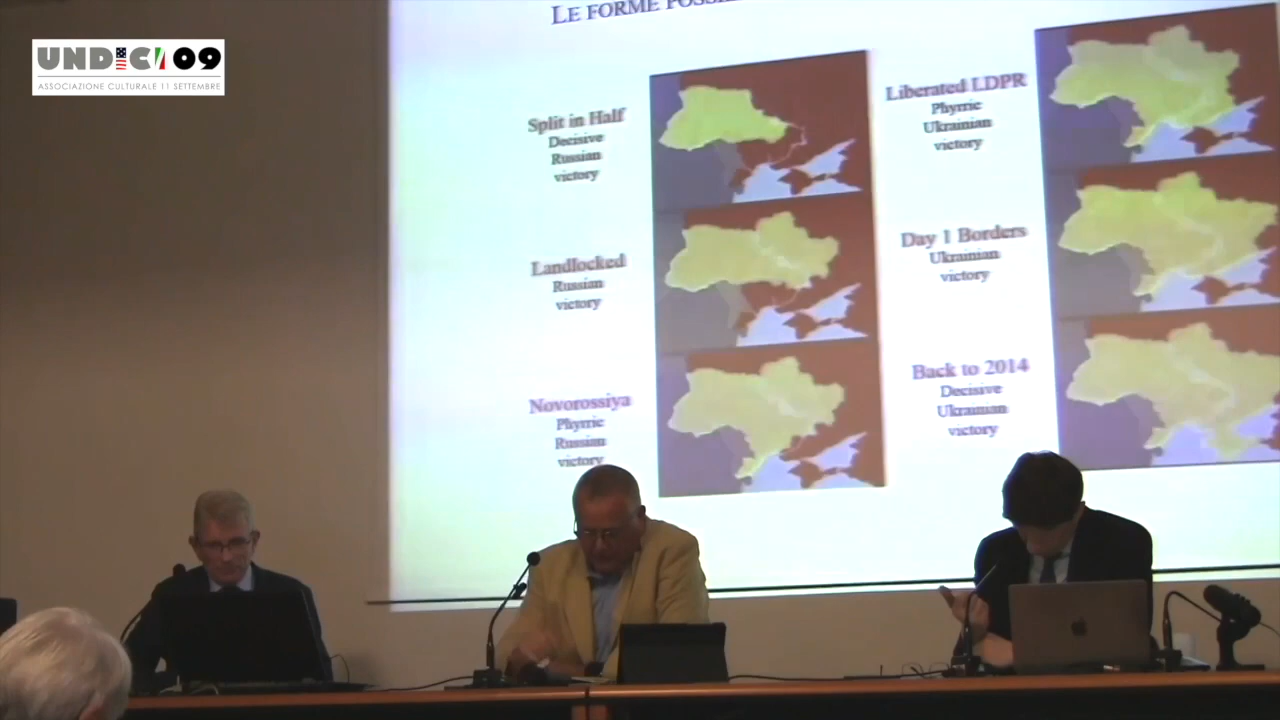 UNDICI09
ASSOCIAZIONE CULTURALE 11 SETTEMBRE
LE FORME
Split in Half
Decisive
Russian
victory
Landlocked
Russian
victory
Novorossiya
Phyrric
Russian
victory
Liberated LDPR
Phyrric
Ukrainian
victory
Day 1 Borders
Ukrainian
victory
Back to 2014
Decisive
Ukrainian
victory